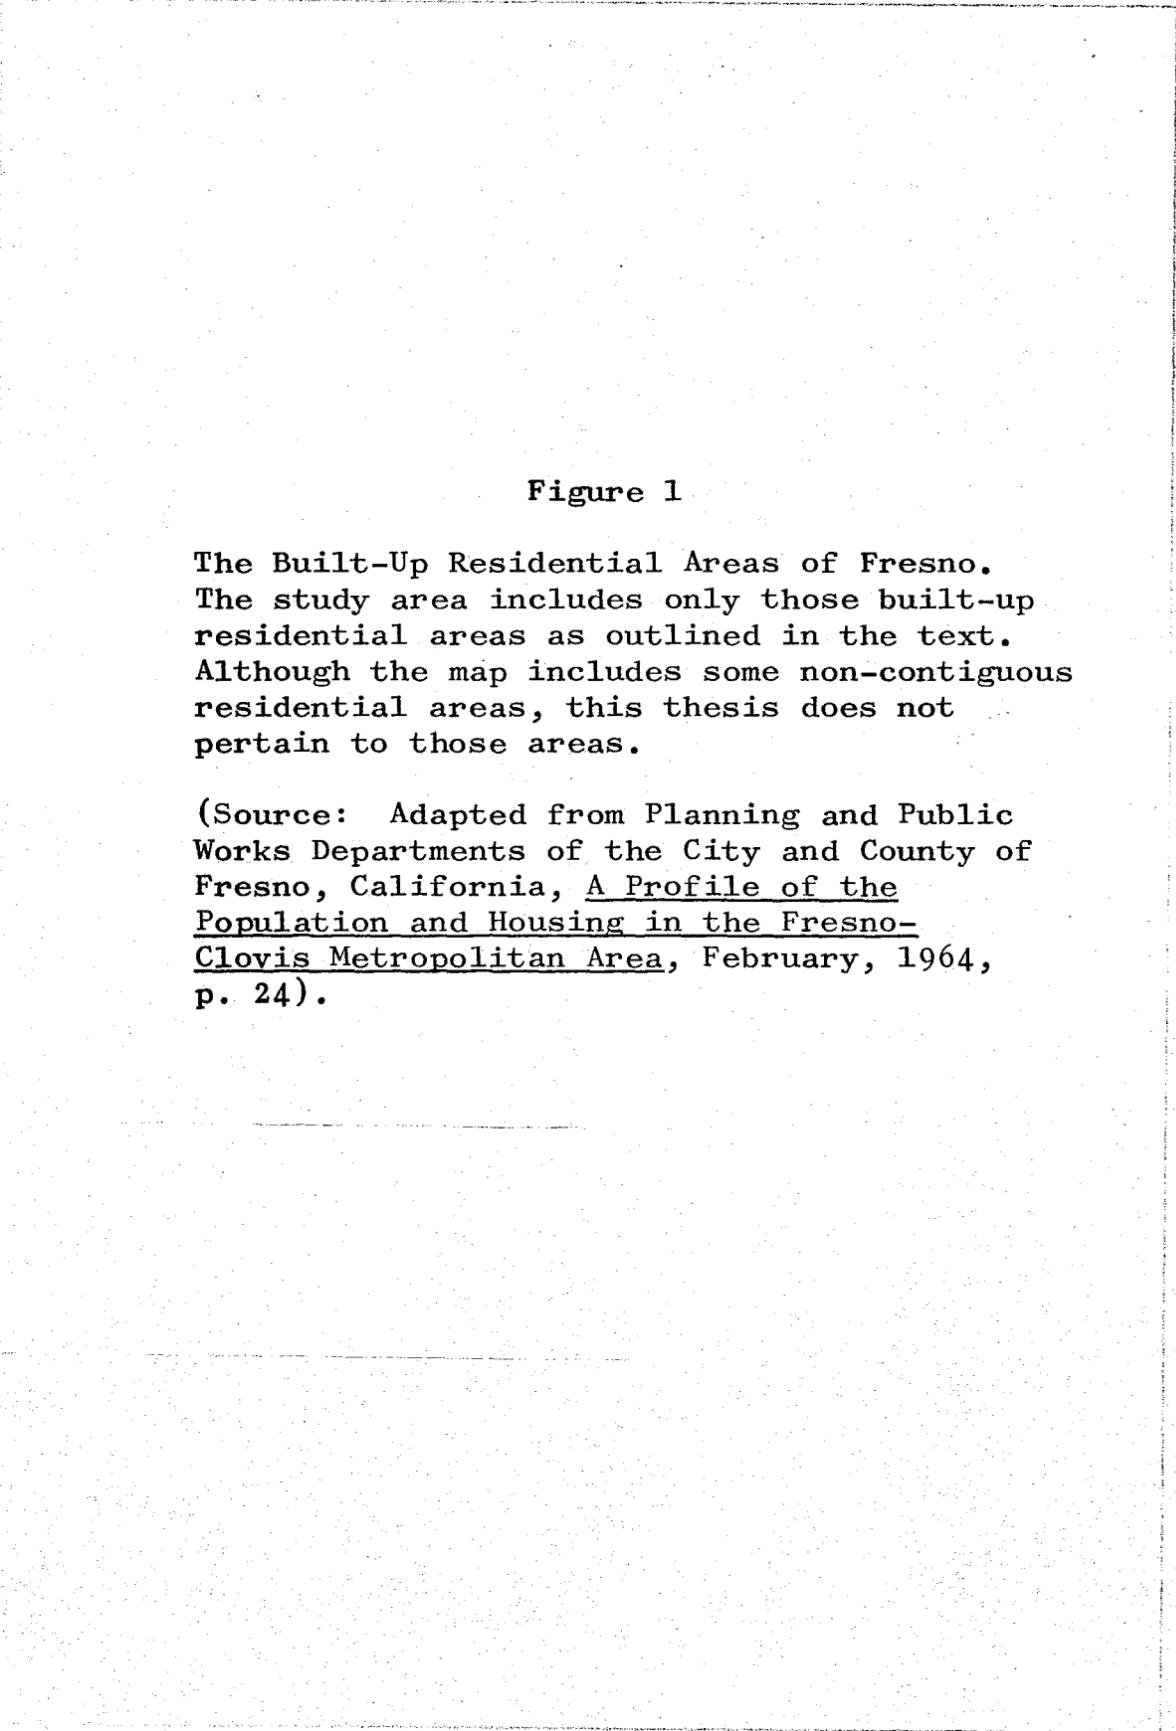 Figure 1
The Built-Up Residential Areas of Fresno.
The study area includes only those built-up
residential areas as outlined in the text.
Although the map includes some non-contiguous
residential areas, this thesis does not
pertain to those areas.
(Source: Adapted from Planning and Public
Works Departments of the City and County of
Fresno, California, A Profile of the
Population and Housing in the Fresno-
Clovis Metropolitan Area, February, 1964,
p. 24).